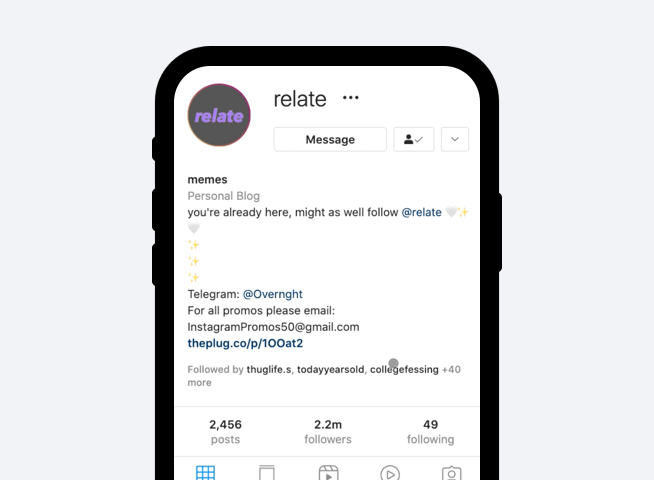 relate
relate •••
Message
memes
Personal Blog
you're already here, might as well follow @relate 🤍✨
🤍
✨
✨
✨
Telegram: @Overnght
For all promos please email:
InstagramPromos50@gmail.com
theplug.co/p/1OOat2
Followed by thuglife.s, todayyearsold, collegefessing +40
more
2,456 2.2m 49
posts followers following